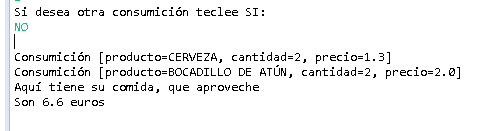 Si desea otra consumición teclee SI:
NO
Consumición [producto=CERVEZA, cantidad=2, precio=1.3]
Consumición [producto=BOCADILLO DE ATÚN, cantidad=2, precio=2.0]
Aquí tiene su comida, que aproveche
Son 6.6 euros